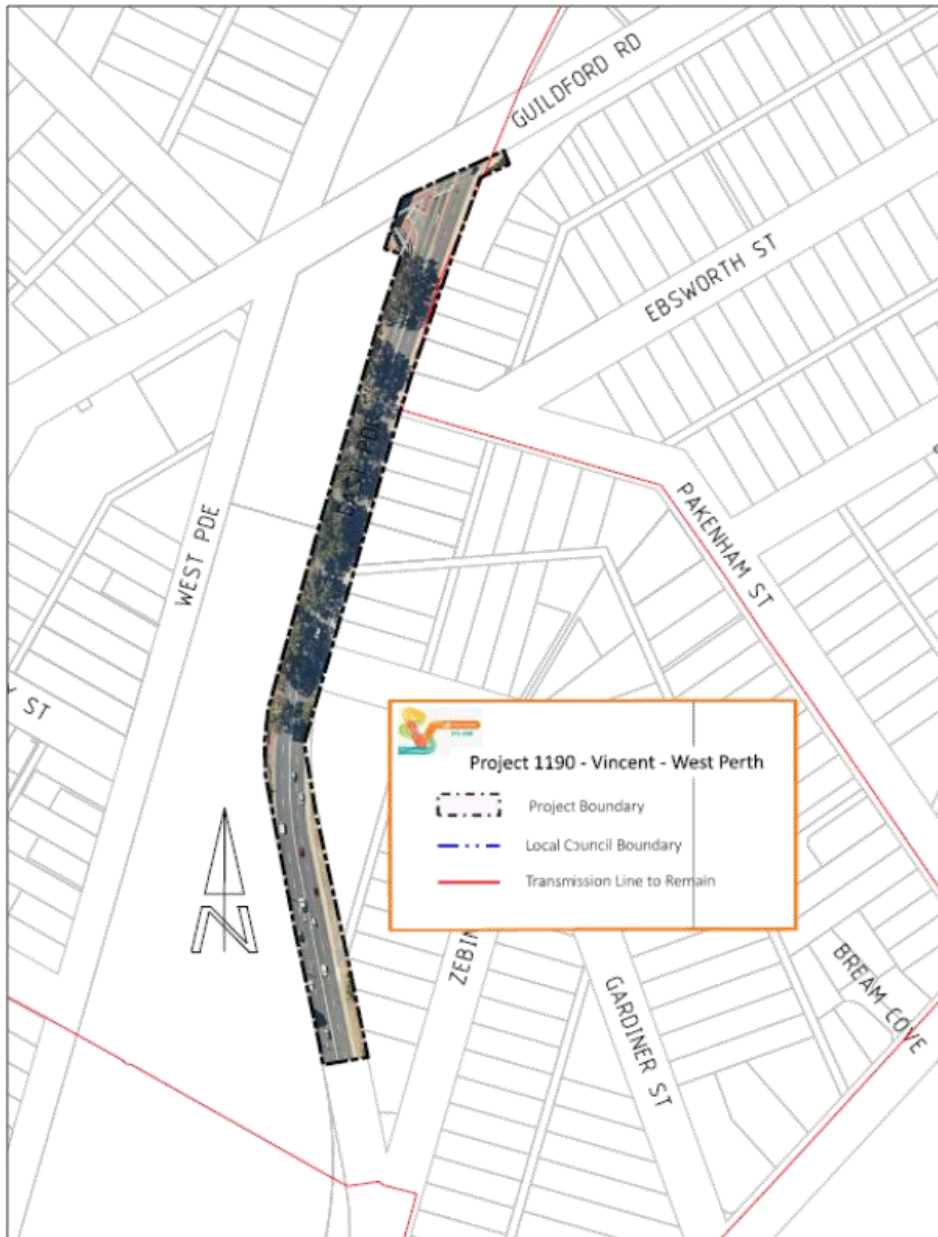 GUILDFORD RD
EBSWORTH ST
EAST PDE
WEST PDE
PAKENHAM ST
ST
Project 1190 - Vincent - West Perth
Project Boundary
Local Council Boundary
Transmission Line to Remain
N
ZEBIN
GARDINER ST
BREAM COVE